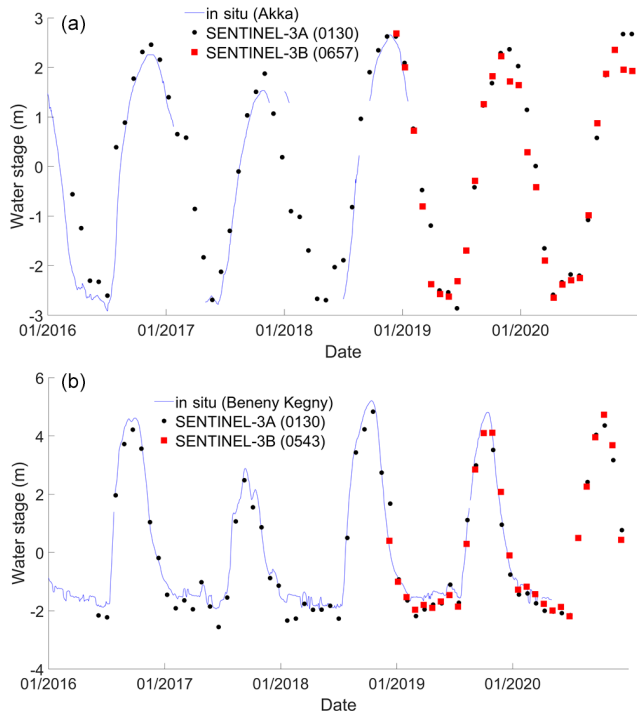 (a)
in situ (Akka)
SENTINEL-3A (0130)
SENTINEL-3B (0657)
Water stage (m)
3
2
1
0
-1
-2
-3
01/2016 01/2017 01/2018 01/2019 01/2020
Date
(b)
in situ (Beneny Kegny)
SENTINEL-3A (0130)
SENTINEL-3B (0543)
Water stage (m)
6
4
2
0
-2
-4
01/2016 01/2017 01/2018 01/2019 01/2020
Date